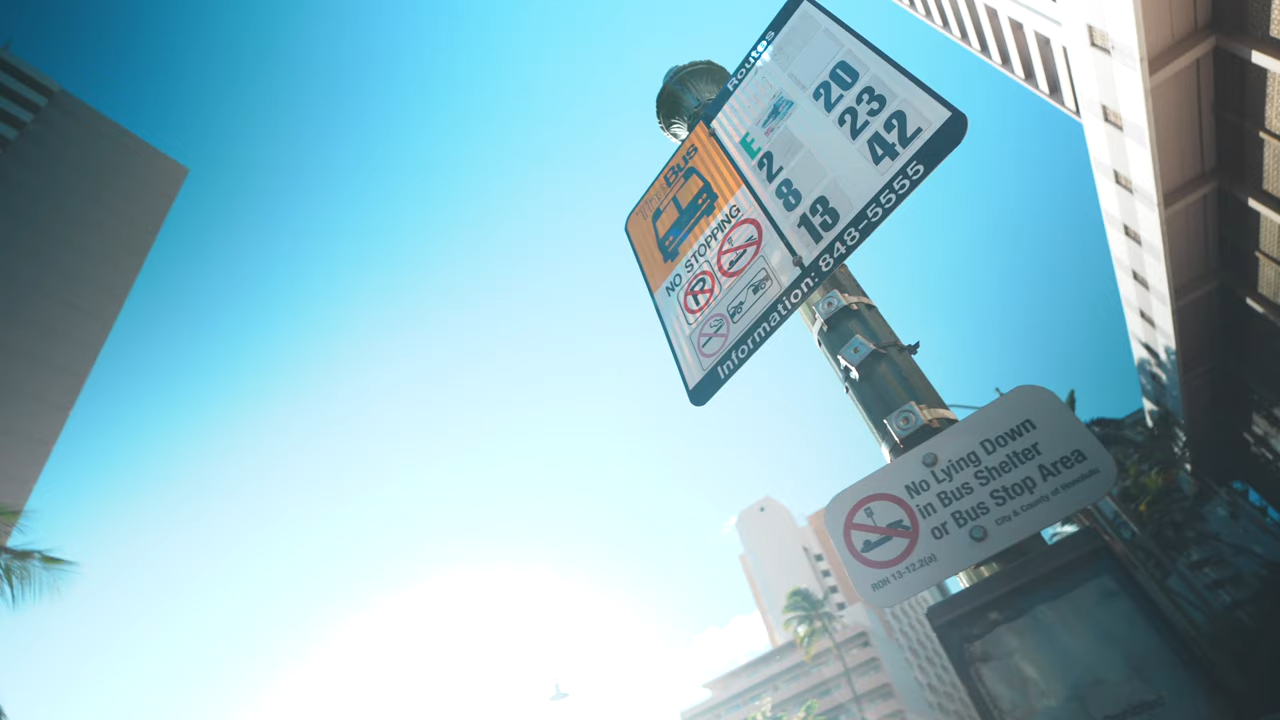 Routes
20
23
42
E
2
8
13
TheBus
NO STOPPING
Information: 848-5555
No Lying Down
in Bus Shelter
or Bus Stop Area
City & County of Honolulu
ROH 13-12.2(a)